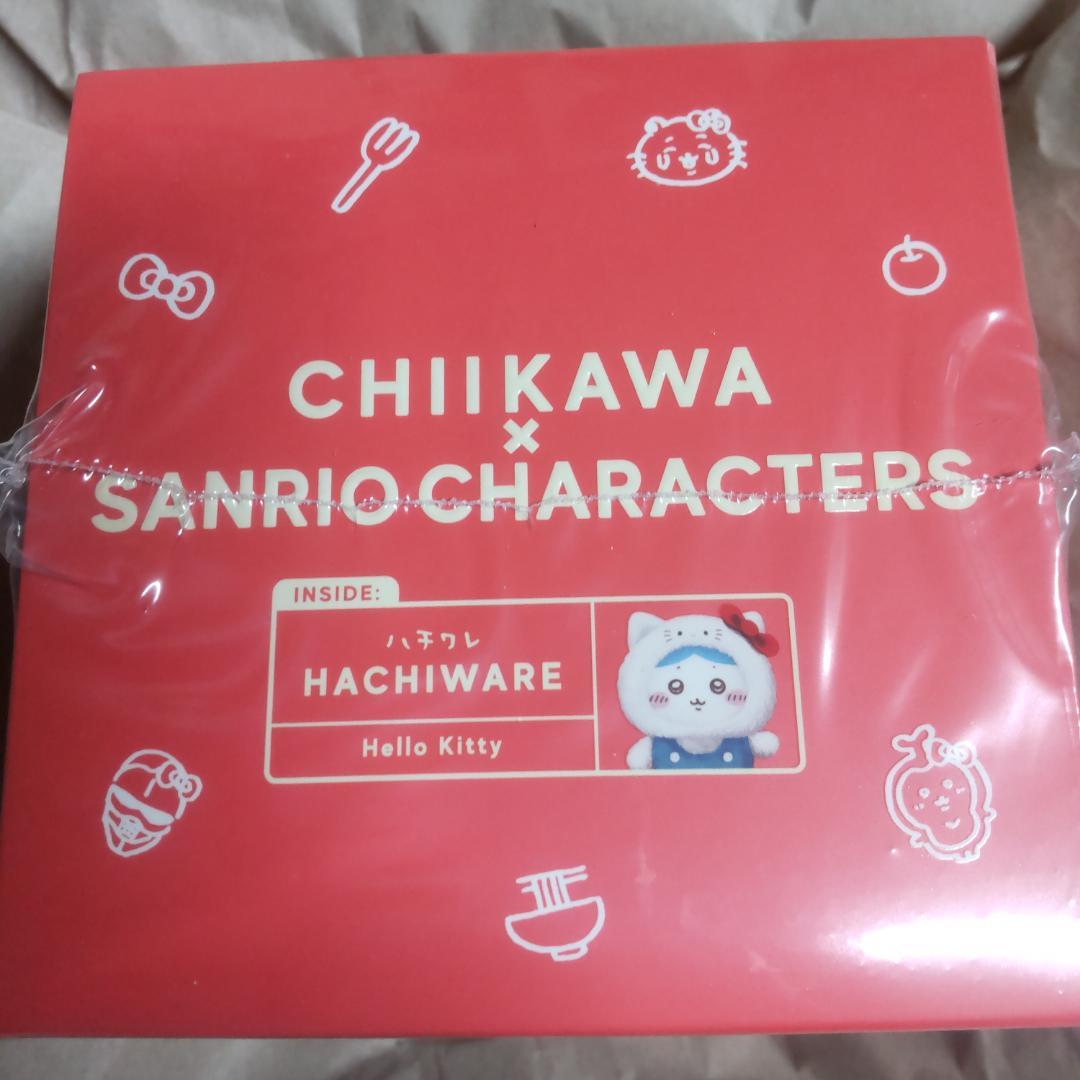 CHIIKAWA
×
SANRIO CHARACTERS
INSIDE:
ハチワレ
HACHIWARE
Hello Kitty